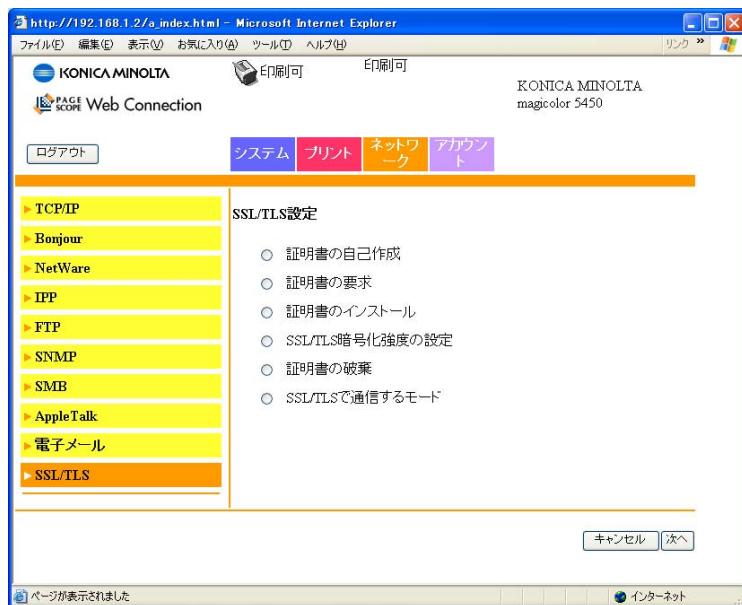 http://192.168.1.2/a_index.html - Microsoft Internet Explorer
ファイル(F) 編集(E) 表示(V) お気に入り(A) ツール(T) ヘルプ(H)
リンク »
KONICA MINOLTA
印刷可
印刷可
KONICA MINOLTA
magicolor 5450
PAGE SCOPE Web Connection
ログアウト
システム
プリント
ネットワ
ーク
アカウン
ト
TCP/IP
Bonjour
NetWare
IPP
FTP
SNMP
SMB
AppleTalk
電子メール
SSL/TLS
SSL/TLS設定
証明書の自己作成
証明書の要求
証明書のインストール
SSL/TLS暗号化強度の設定
証明書の破棄
SSL/TLSで通信するモード
キャンセル
次へ
ページが表示されました
インターネット